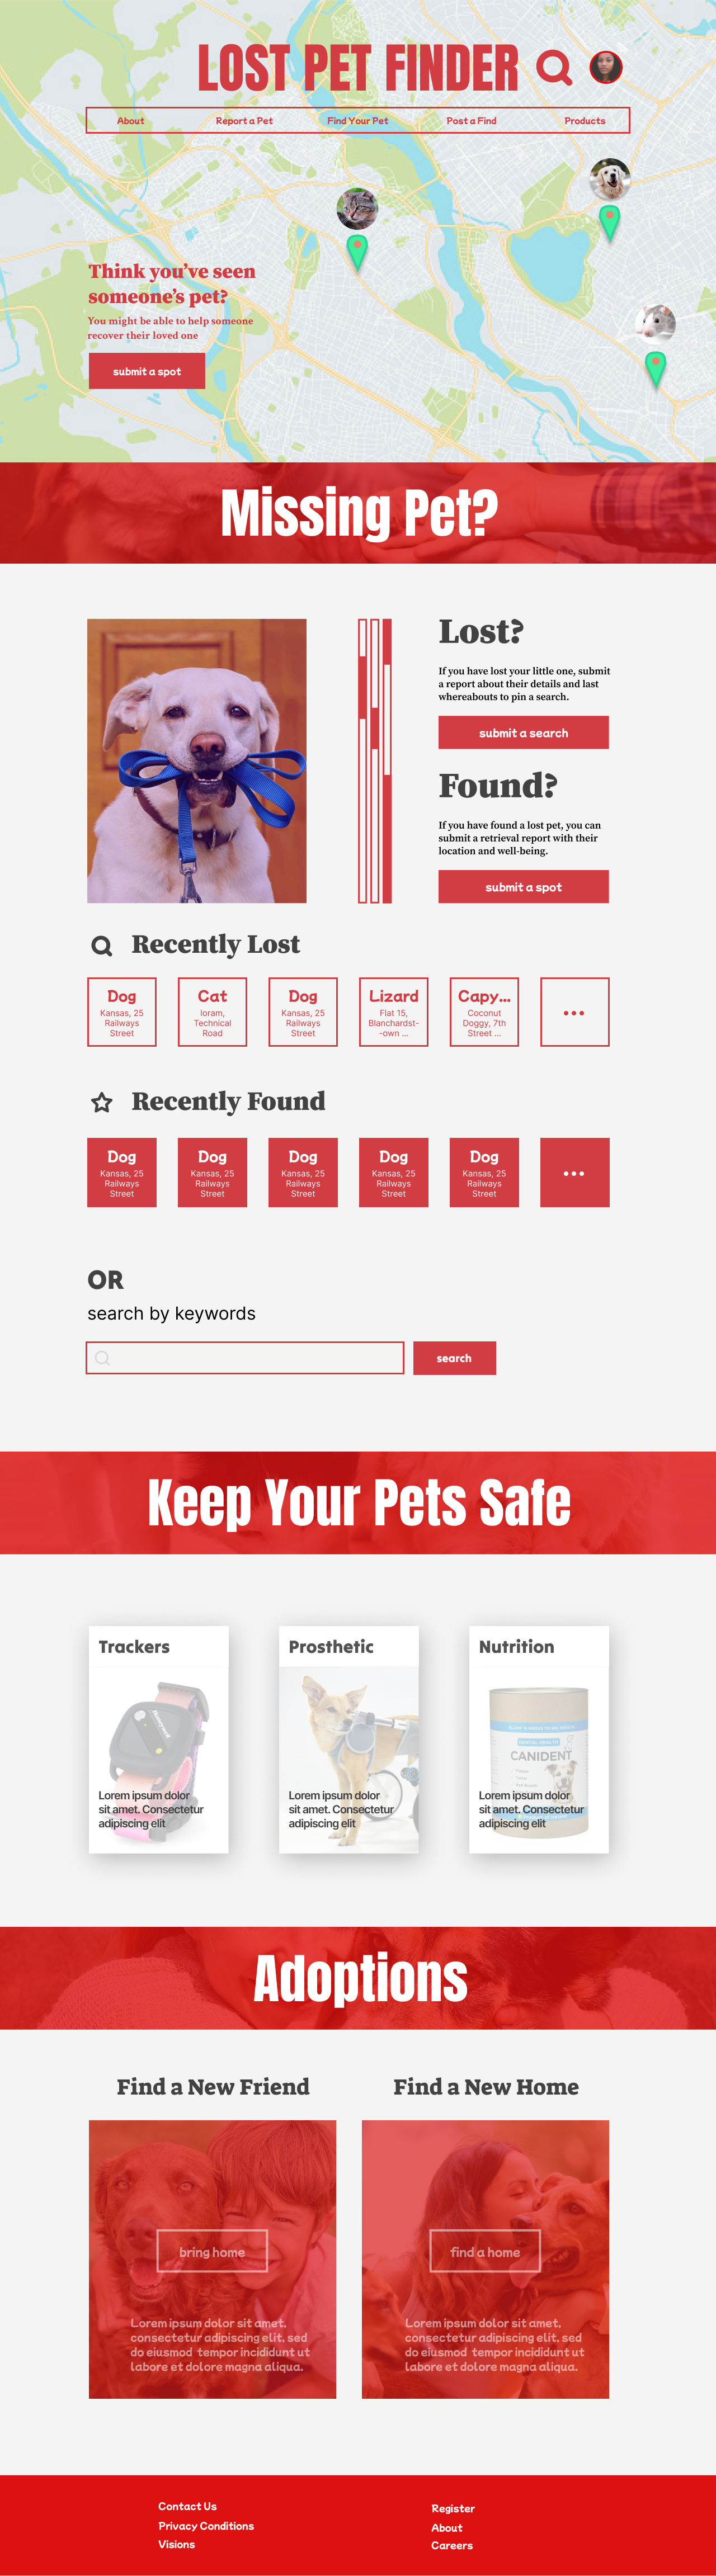 LOST PET FINDER
About
Report a Pet
Find Your Pet
Post a Find
Products
Think you’ve seen
someone’s pet?
You might be able to help someone
recover their loved one
submit a spot
Missing Pet?
Lost?
If you have lost your little one, submit
a report about their details and last
whereabouts to pin a search.
submit a search
Found?
If you have found a lost pet, you can
submit a retrieval report with their
location and well-being.
submit a spot
Recently Lost
Dog
Kansas, 25
Railways
Street
Cat
Ioram,
Technical
Road
Dog
Kansas, 25
Railways
Street
Lizard
Flat 15,
Blanchardst-
-own ...
Capy...
Coconut
Doggy, 7th
Street ...
...
Recently Found
Dog
Kansas, 25
Railways
Street
Dog
Kansas, 25
Railways
Street
Dog
Kansas, 25
Railways
Street
Dog
Kansas, 25
Railways
Street
Dog
Kansas, 25
Railways
Street
...
OR
search by keywords
search
Keep Your Pets Safe
Trackers
Lorem ipsum dolor
sit amet. Consectetur
adipiscing elit
Prosthetic
Lorem ipsum dolor
sit amet. Consectetur
adipiscing elit
Nutrition
DENTAL HEALTH
CANIDENT
Lorem ipsum dolor
sit amet. Consectetur
adipiscing elit
Adoptions
Find a New Friend
bring home
Lorem ipsum dolor sit amet,
consectetur adipiscing elit, sed
do eiusmod tempor incididunt ut
labore et dolore magna aliqua.
Find a New Home
find a home
Lorem ipsum dolor sit amet,
consectetur adipiscing elit, sed
do eiusmod tempor incididunt ut
labore et dolore magna aliqua.
Contact Us
Privacy Conditions
Visions
Register
About
Careers